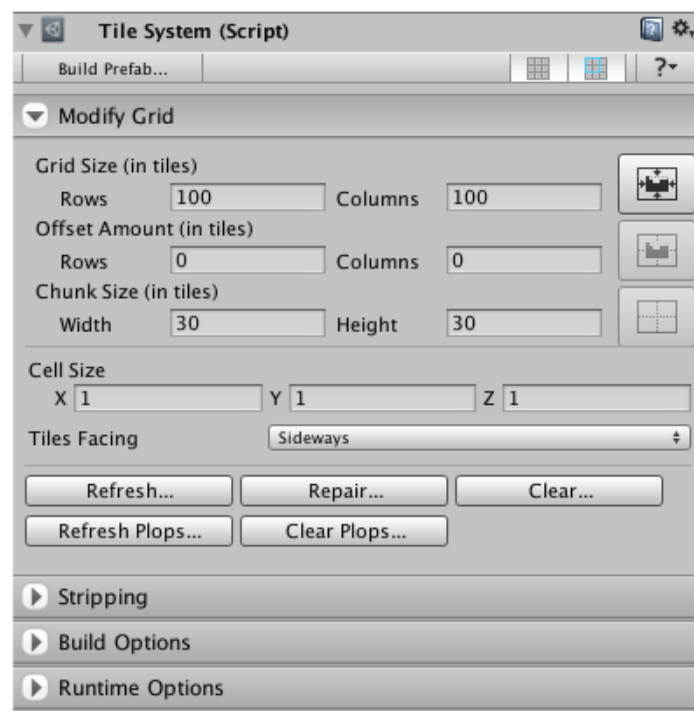 Tile System (Script)
Build Prefab... ?
Modify Grid
Grid Size (in tiles)
Rows 100 Columns 100
Offset Amount (in tiles)
Rows 0 Columns 0
Chunk Size (in tiles)
Width 30 Height 30
Cell Size
X 1 Y 1 Z 1
Tiles Facing Sideways
Refresh... Repair... Clear...
Refresh Plops... Clear Plops...
Stripping
Build Options
Runtime Options